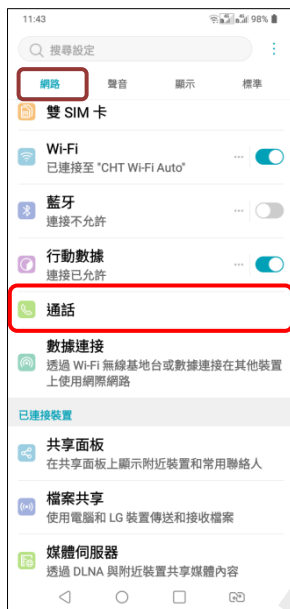 11:43
98%
搜尋設定
網路 聲音 顯示 標準
雙 SIM 卡
Wi-Fi
已連接至 "CHT Wi-Fi Auto"
藍牙
連接不允許
行動數據
連接已允許
通話
數據連接
透過 Wi-Fi 無線基地台或數據連接在其他裝置
上使用網際網路
已連接裝置
共享面板
在共享面板上顯示附近裝置和常用聯絡人
檔案共享
使用電腦和 LG 裝置傳送和接收檔案
媒體伺服器
透過 DLNA 與附近裝置共享媒體內容